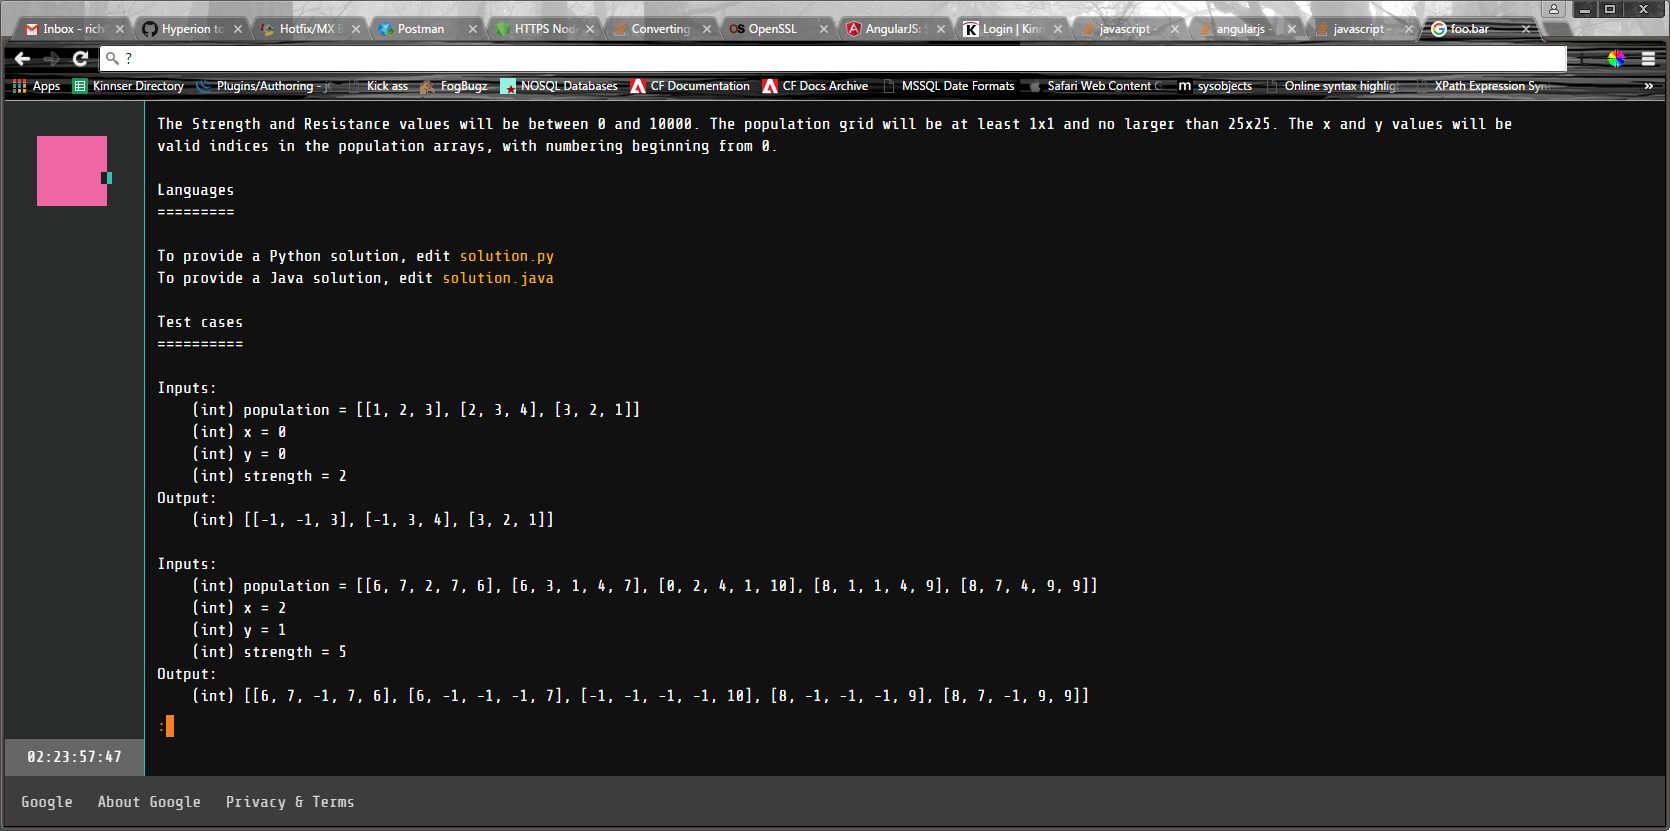 Inbox - rich
Hyperion to
Hotfix/MX
Postman
HTTPS Nod
Converting
OS OpenSSL
AngularJS:
Login | Kinn
javascript -
angularjs -
javascript -
foo.bar
?
Apps
Kinnser Directory
Plugins/Authoring -
Kick ass
FogBugz
NOSQL Databases
CF Documentation
CF Docs Archive
MSSQL Date Formats
Safari Web Content
m sysobjects
Online syntax highlig
XPath Expression Syn
»
The Strength and Resistance values will be between 0 and 10000. The population grid will be at least 1x1 and no larger than 25x25. The x and y values will be
valid indices in the population arrays, with numbering beginning from 0.
Languages
=========
To provide a Python solution, edit solution.py
To provide a Java solution, edit solution.java
Test cases
==========
Inputs:
(int) population = [[1, 2, 3], [2, 3, 4], [3, 2, 1]]
(int) x = 0
(int) y = 0
(int) strength = 2
Output:
(int) [[-1, -1, 3], [-1, 3, 4], [3, 2, 1]]
Inputs:
(int) population = [[6, 7, 2, 7, 6], [6, 3, 1, 4, 7], [0, 2, 4, 1, 10], [8, 1, 1, 4, 9], [8, 7, 4, 9, 9]]
(int) x = 2
(int) y = 1
(int) strength = 5
Output:
(int) [[6, 7, -1, 7, 6], [6, -1, -1, -1, 7], [-1, -1, -1, -1, 10], [8, -1, -1, -1, 9], [8, 7, -1, 9, 9]]
:
02:23:57:47
Google About Google Privacy & Terms